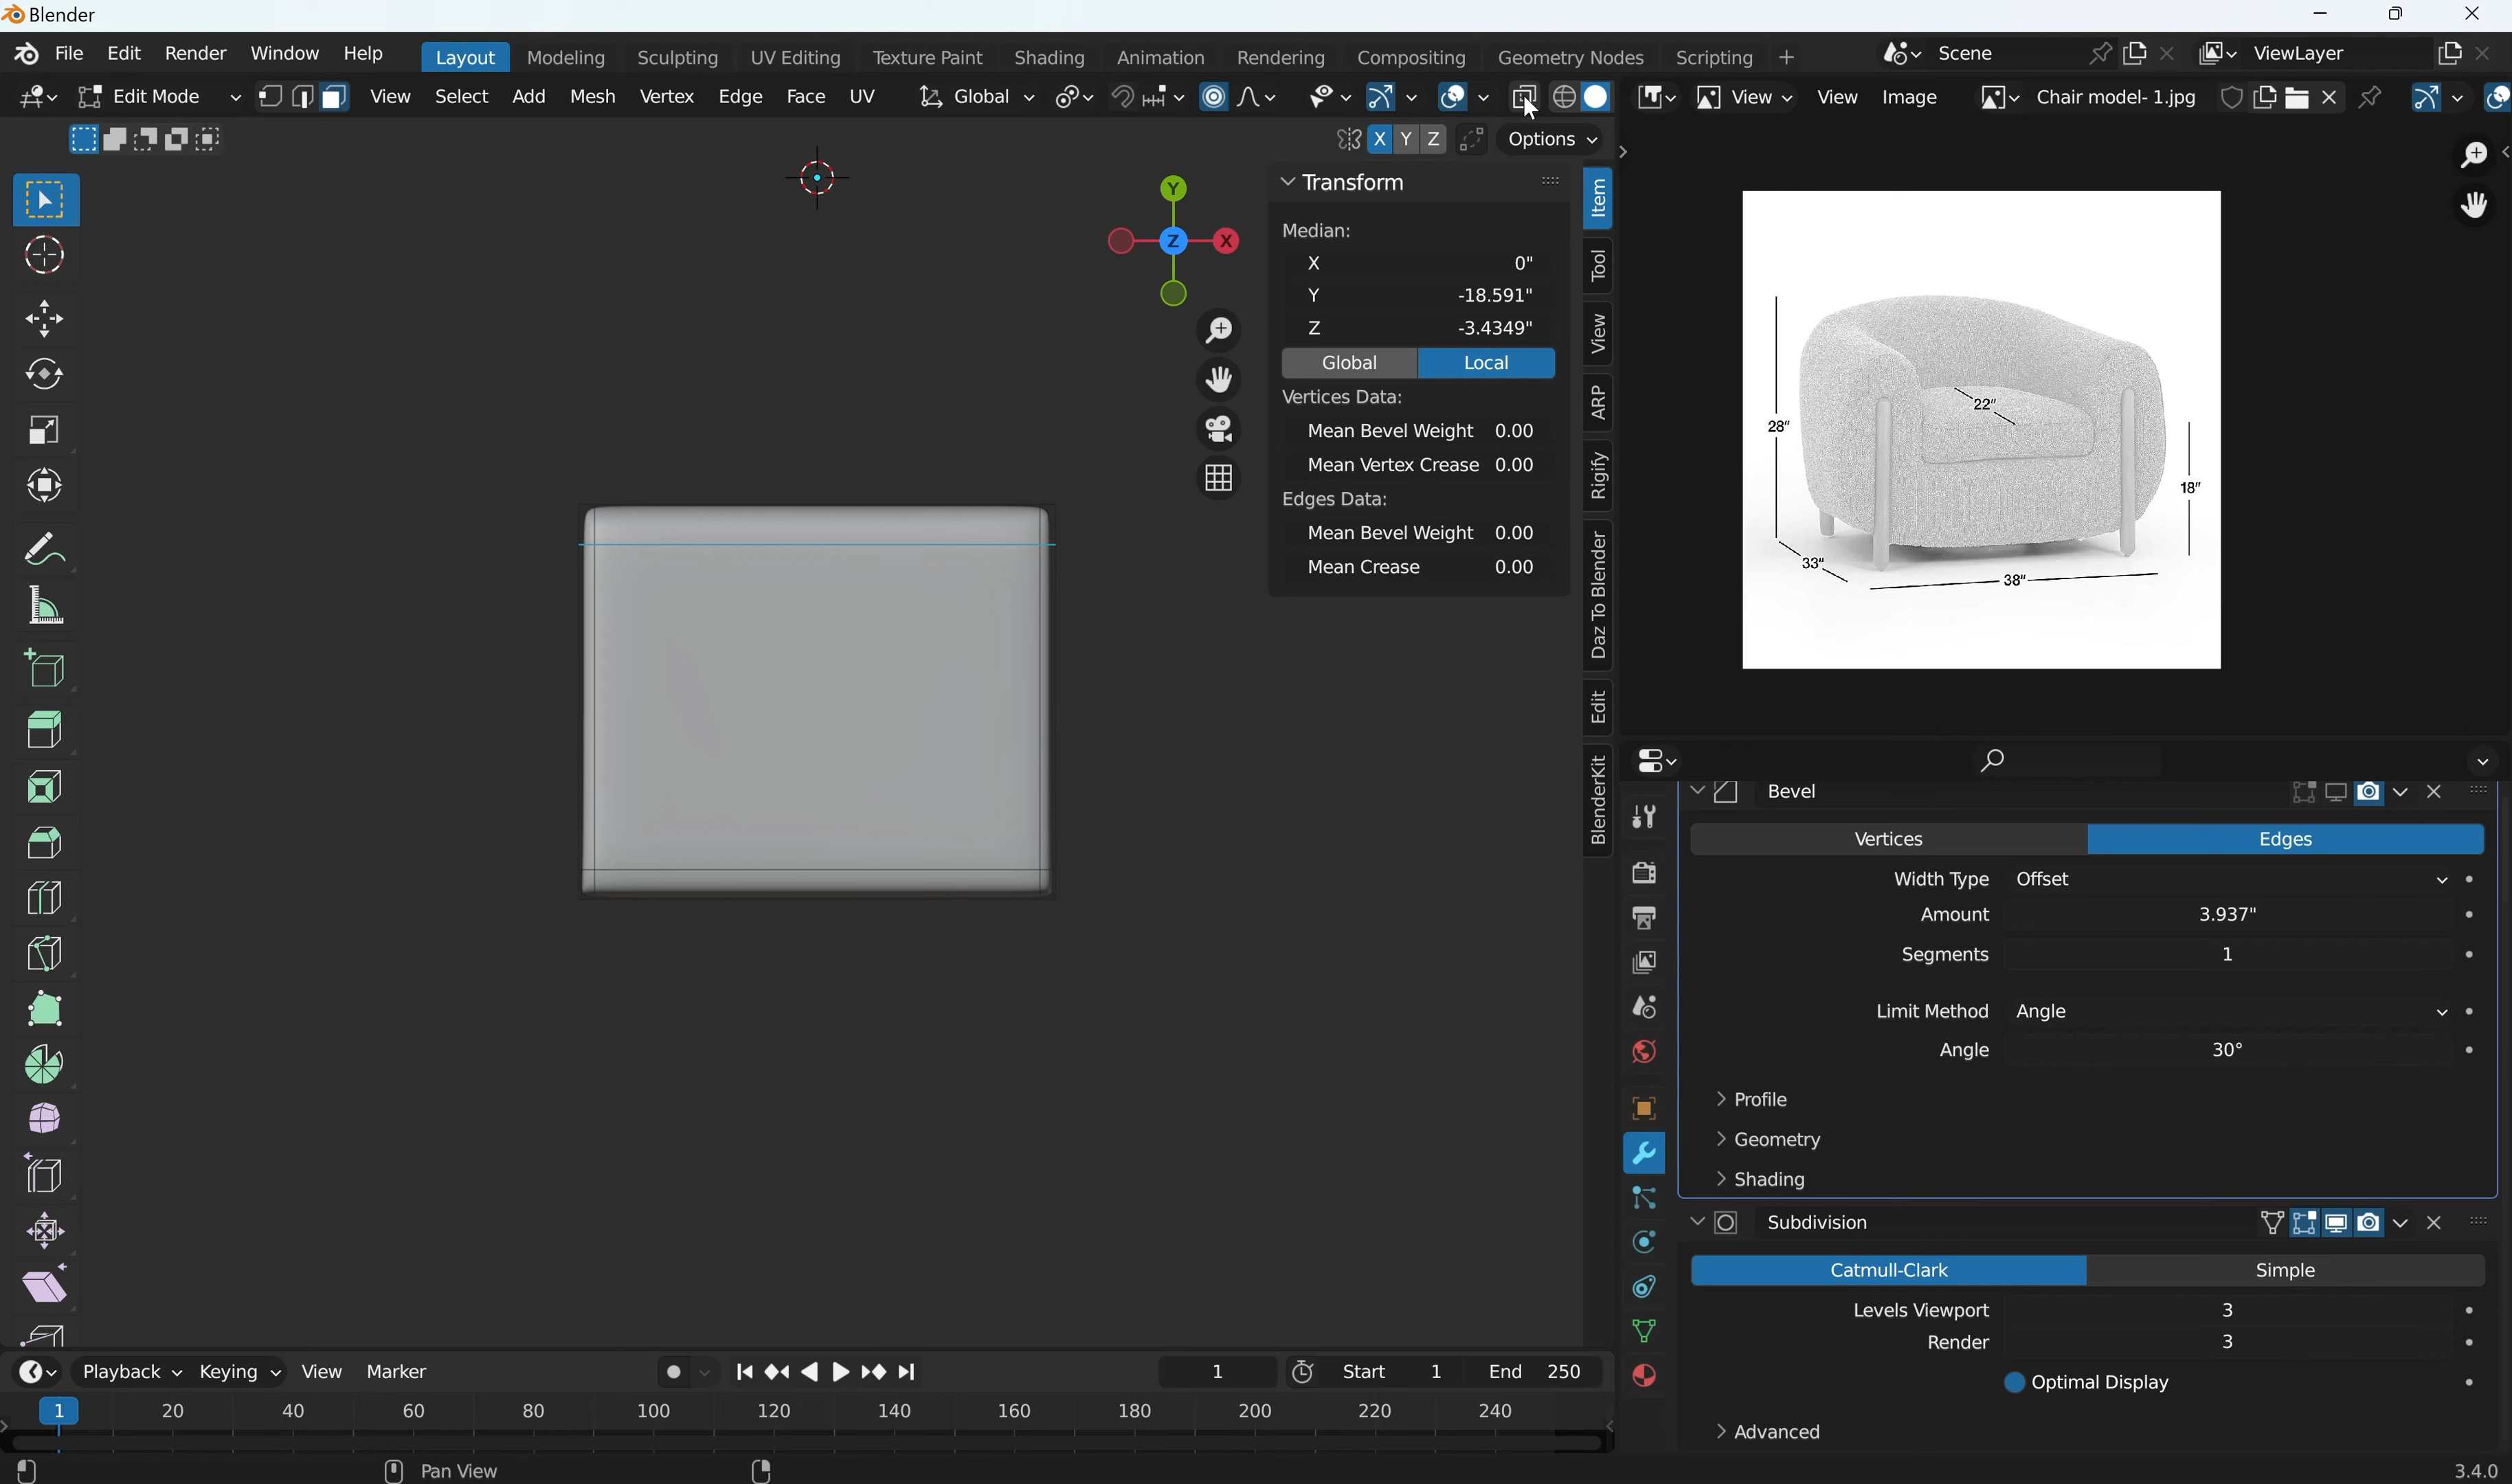 Blender
File Edit Render Window Help Layout Modeling Sculpting UV Editing Texture Paint Shading Animation Rendering Compositing Geometry Nodes Scripting + Scene ViewLayer
Edit Mode View Select Add Mesh Vertex Edge Face UV Global View View Image Chair model- 1.jpg
X Y Z Options
Y
Z X
Transform
Median:
X 0"
Y -18.591"
Z -3.4349"
Global Local
Vertices Data:
Mean Bevel Weight 0.00
Mean Vertex Crease 0.00
Edges Data:
Mean Bevel Weight 0.00
Mean Crease 0.00
Item
Tool
View
ARP
Rigify
Daz To Blender
Edit
BlenderKit
22"
28"
18"
33"
38"
Bevel
Vertices Edges
Width Type Offset
Amount 3.937"
Segments 1
Limit Method Angle
Angle 30°
Profile
Geometry
Shading
Subdivision
Catmull-Clark Simple
Levels Viewport 3
Render 3
Optimal Display
Advanced
Playback Keying View Marker 1 Start 1 End 250
1 20 40 60 80 100 120 140 160 180 200 220 240
Pan View 3.4.0